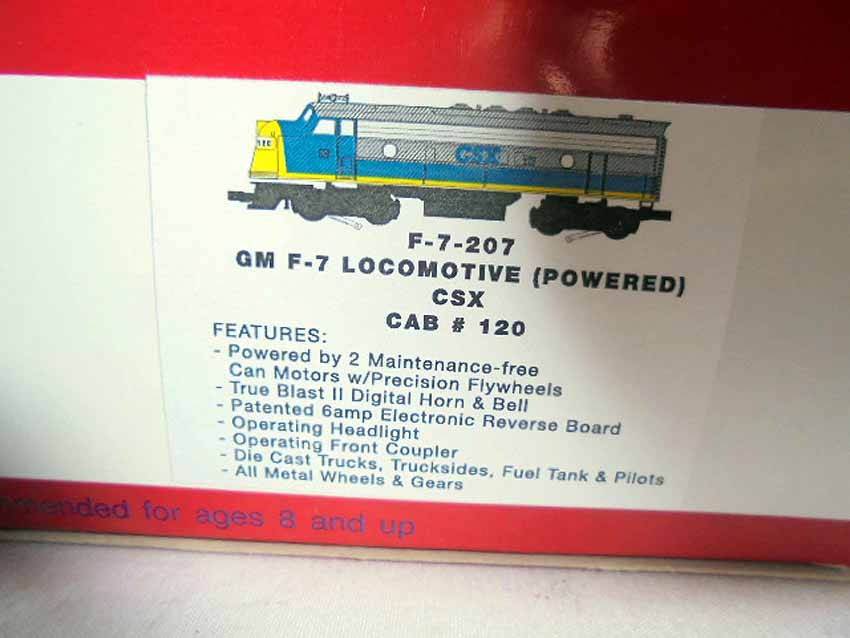 120
CSX
F-7-207
GM F-7 LOCOMOTIVE (POWERED)
CSX
CAB # 120
FEATURES:
- Powered by 2 Maintenance-free
Can Motors w/Precision Flywheels
- True Blast II Digital Horn & Bell
- Patented 6amp Electronic Reverse Board
- Operating Headlight
- Operating Front Coupler
- Die Cast Trucks, Trucksides, Fuel Tank & Pilots
- All Metal Wheels & Gears
for ages 8 and up